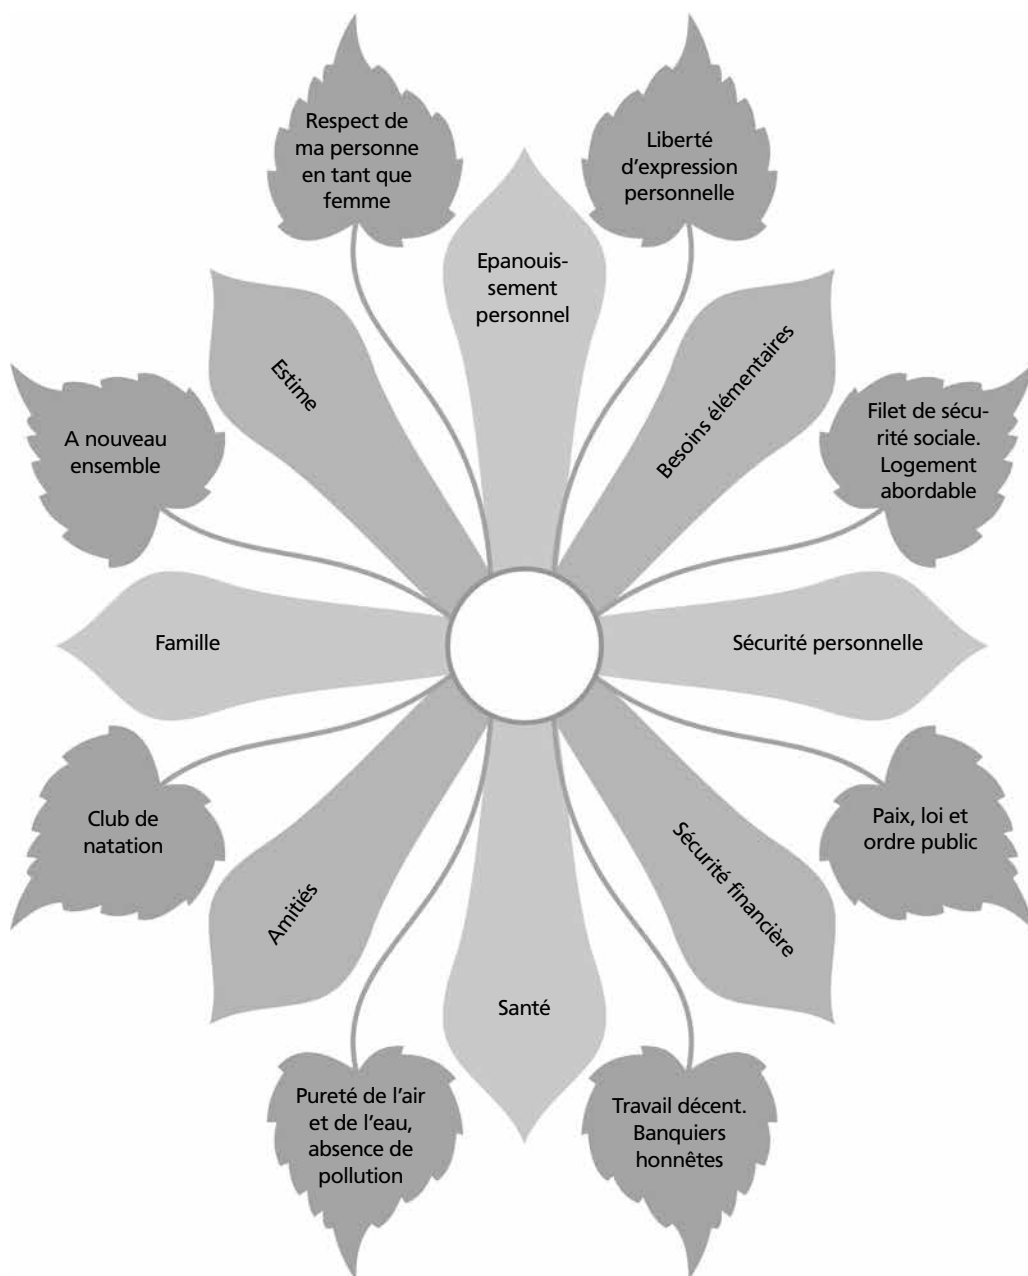 Respect de
ma personne
en tant que
femme
Liberté
d'expression
personnelle
Epanouis-
sement
personnel
Estime
Besoins élémentaires
A nouveau
ensemble
Filet de sécu-
rité sociale.
Logement
abordable
Famille
Sécurité personnelle
Club de
natation
Paix, loi et
ordre public
Amitiés
Sécurité financière
Santé
Pureté de l'air
et de l'eau,
absence de
pollution
Travail décent.
Banquiers
honnêtes